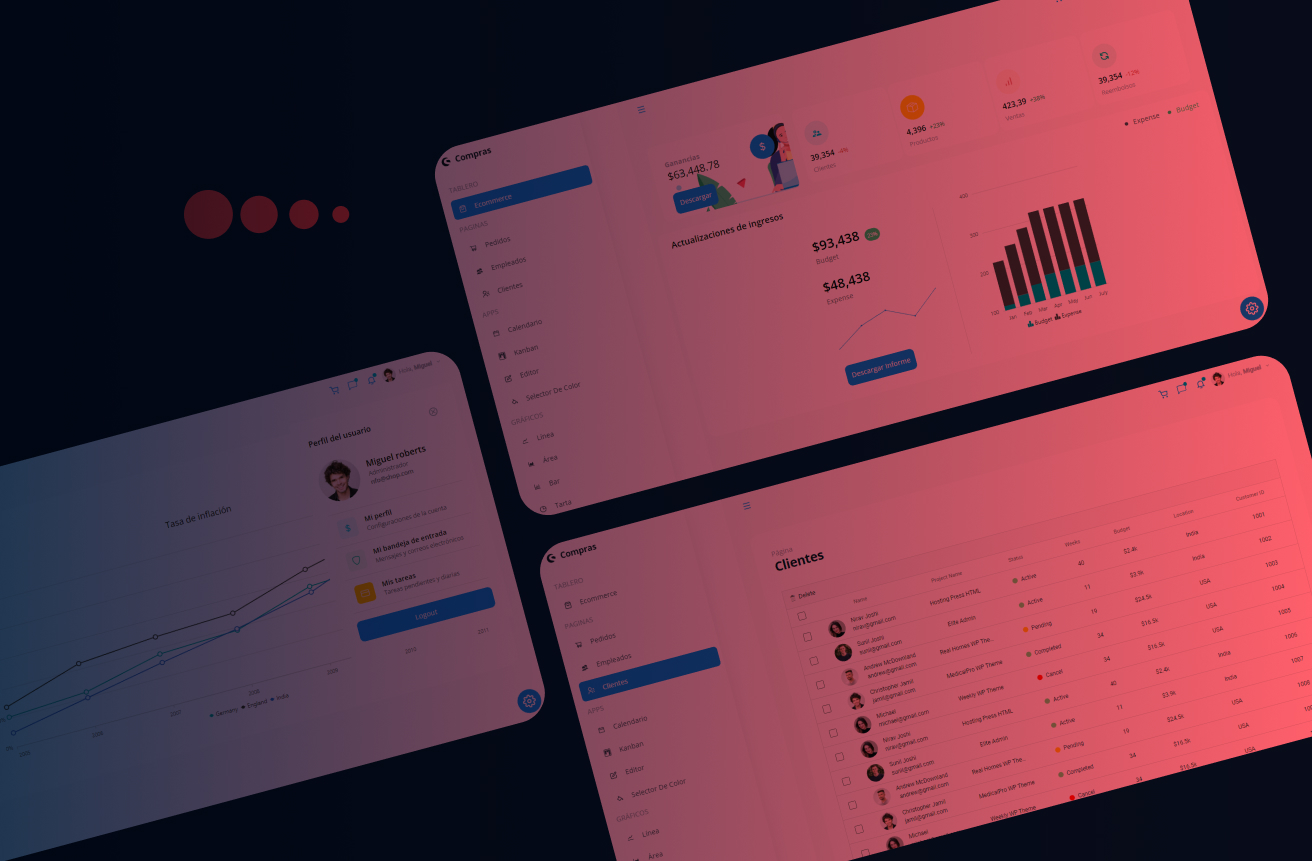 Compras
TABLERO
Ecommerce
PAGINAS
Pedidos
Empleados
Clientes
APPS
Calendario
Kanban
Editor
Selector De Color
GRÁFICOS
Línea
Área
Bar
Tarta
Ganancias
$63,448.78
Descargar
39,354 -4%
Clientes
4,396 +23%
Productos
423,39 +38%
Ventas
39,354 -12%
Reembolsos
Actualizaciones de Ingresos
Expense
Budget
$93,438 23%
Budget
$48,438
Expense
Descargar Informe
400
300
200
100
Jan Feb Mar Apr May Jun July
Budget Expense
Hola, Miguel
Perfil del usuario
Miguel roberts
Administrador
info@shop.com
Mi perfil
Configuraciones de la cuenta
Mi bandeja de entrada
Mensajes y correos electrónicos
Mis tareas
Tareas pendientes y diarias
Logout
Tasa de inflación
2005 2006 2007 2008 2009 2010 2011
Germany England India
Compras
TABLERO
Ecommerce
PAGINAS
Pedidos
Empleados
Clientes
APPS
Calendario
Kanban
Editor
Selector De Color
GRÁFICOS
Línea
Área
Hola, Miguel
Página
Clientes
Delete
Name Project Name Status Weeks Budget Location Customer ID
Nirav Joshi nirav@gmail.com Hosting Press HTML Active 40 $2.4k India 1001
Sunil Joshi sunil@gmail.com Elite Admin Active 11 $3.9k India 1002
Andrew McDownland andrew@gmail.com Real Homes WP The... Pending 19 $24.5k USA 1003
Christopher Jamil jamil@gmail.com MedicalPro WP Theme Completed 34 $16.5k USA 1004
Michael michael@gmail.com Weekly WP Theme Cancel 34 $16.5k USA 1005
Nirav Joshi nirav@gmail.com Hosting Press HTML Active 40 $2.4k India 1006
Sunil Joshi sunil@gmail.com Elite Admin Active 11 $3.9k India 1007
Andrew McDownland andrew@gmail.com Real Homes WP The... Pending 19 $24.5k USA
Christopher Jamil jamil@gmail.com MedicalPro WP Theme Completed 34 $16.5k USA
Michael Weekly WP Theme Cancel 34 $16.5k USA